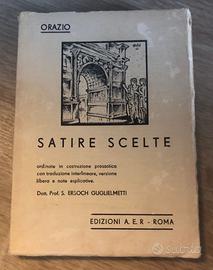 ORAZIO
SATIRE SCELTE
ordinate in costruzione prosastica
con traduzione interlineare, versione
libera e note esplicative.
Dott. Prof. S. ERSOCH GUGLIELMETTI
EDIZIONI A. E. R - ROMA
subito